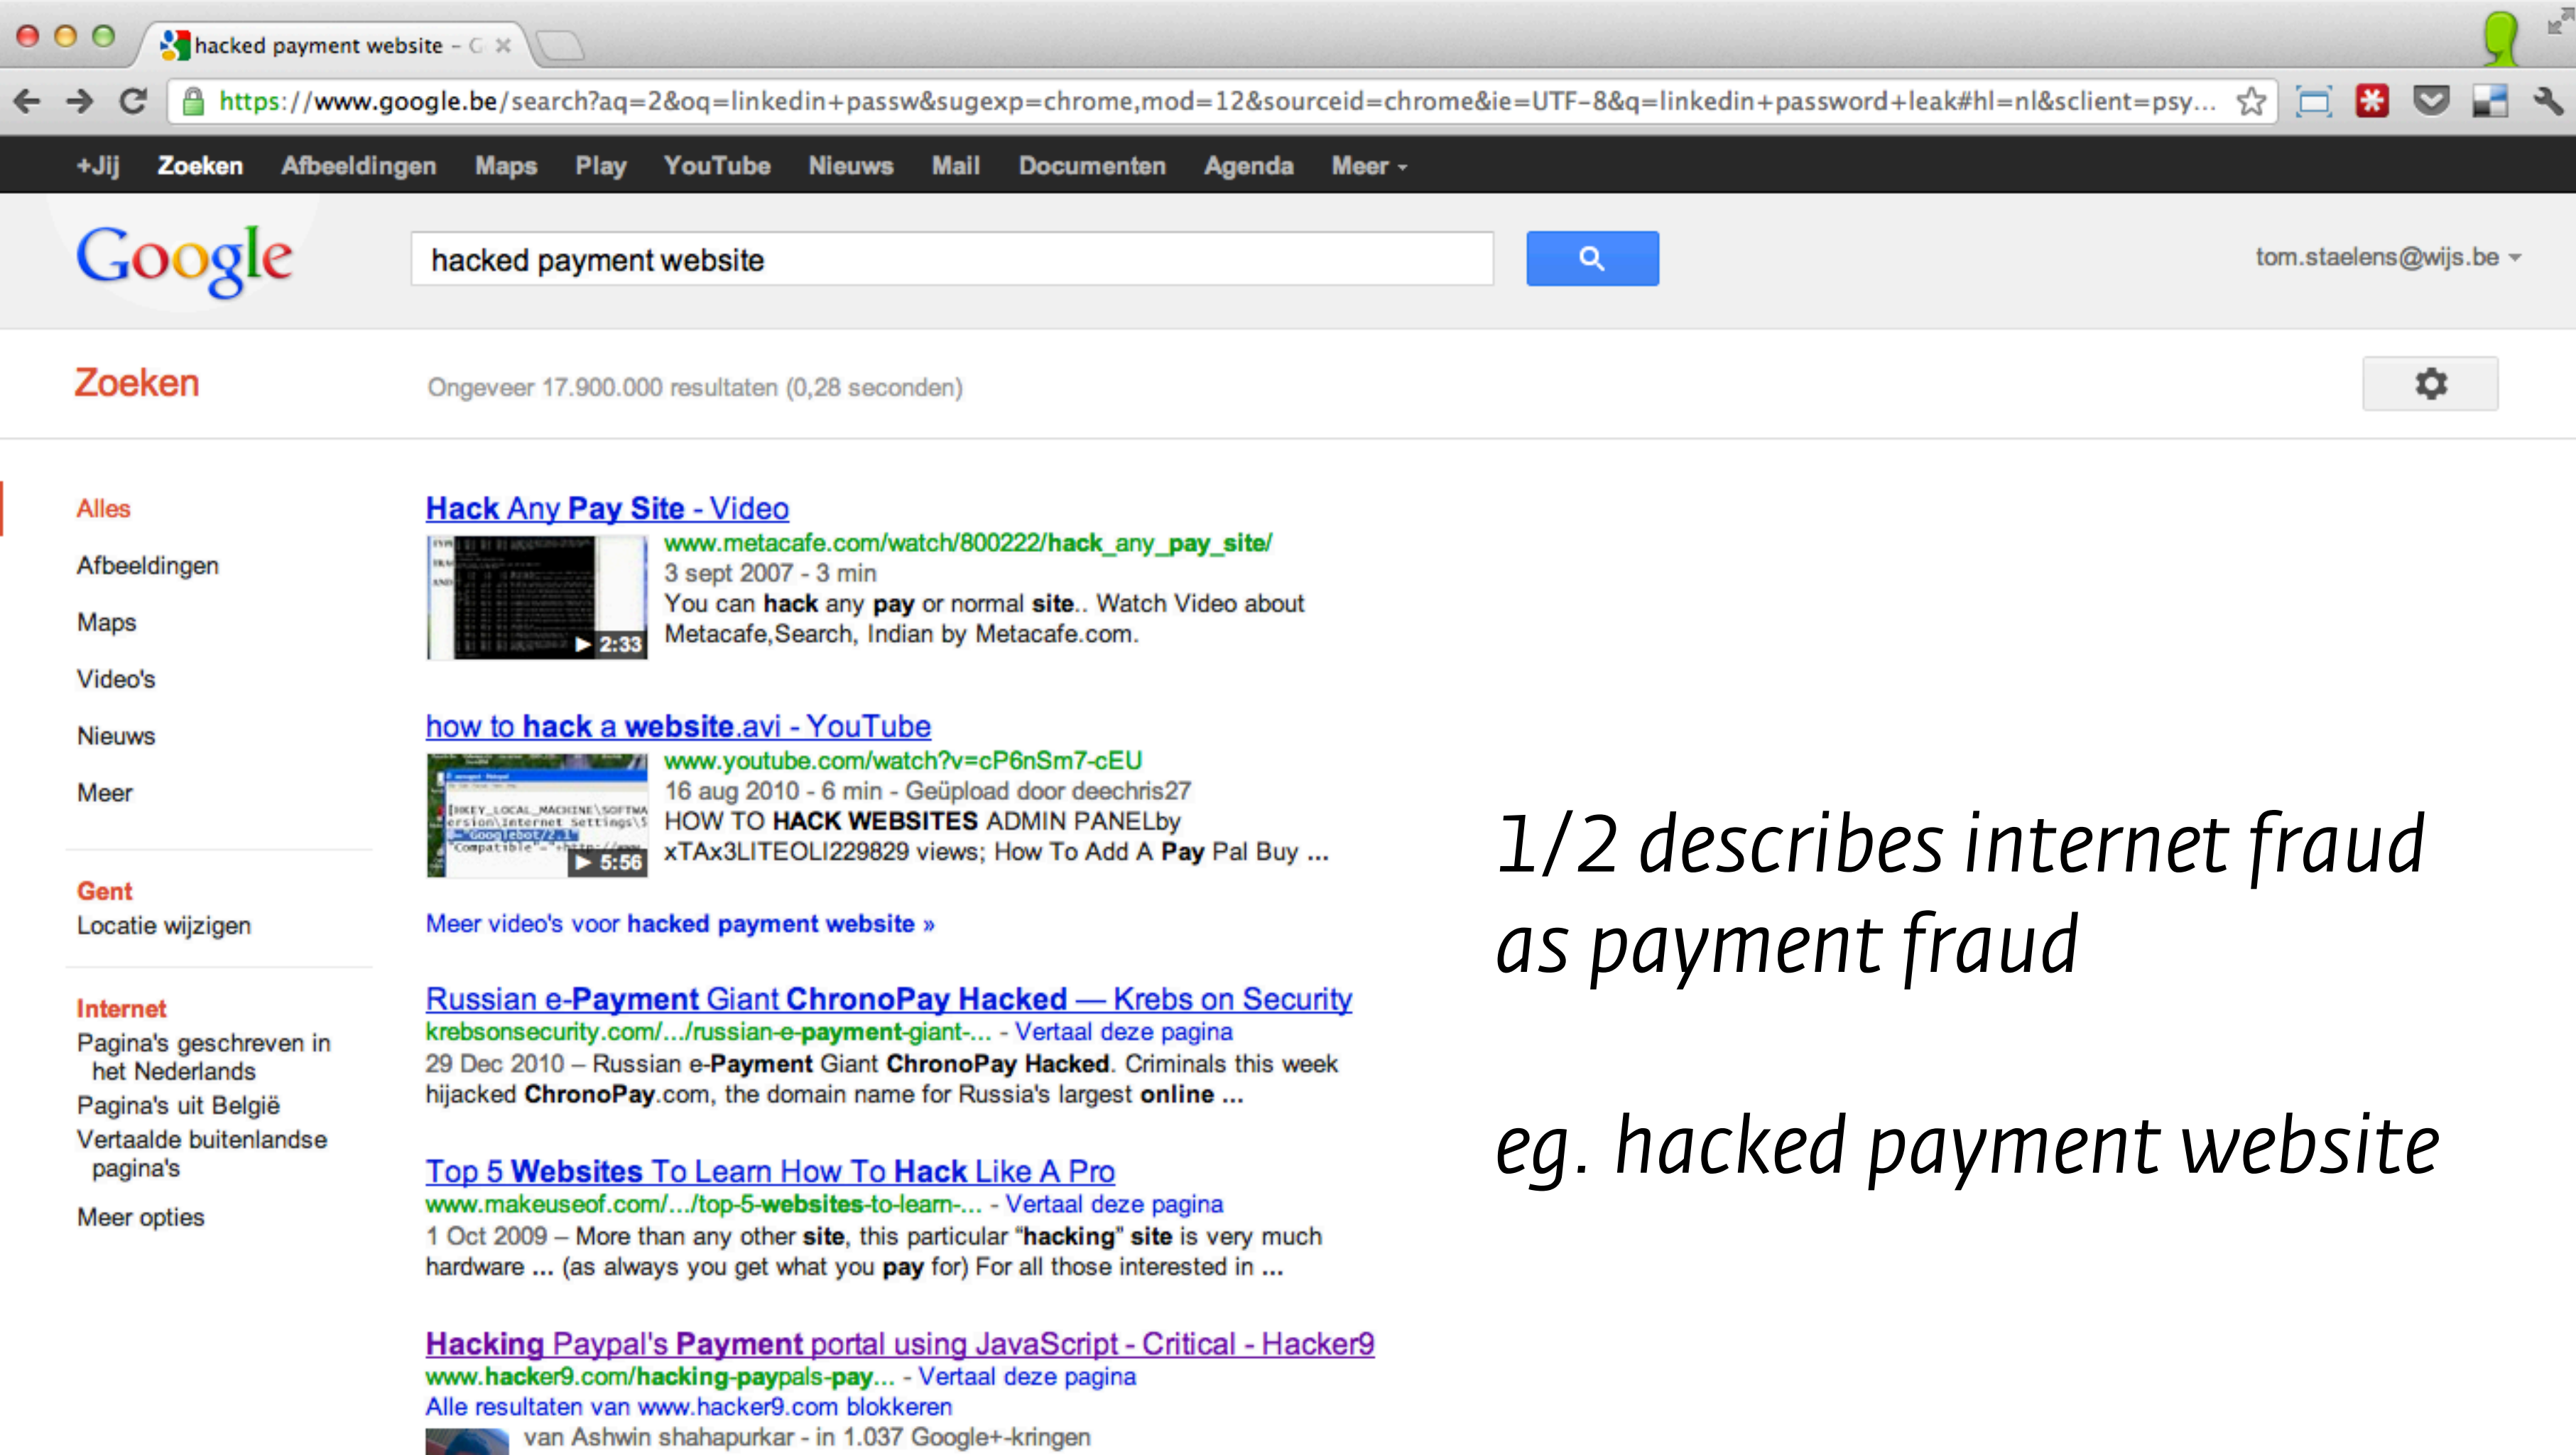 hacked payment website - G
https://www.google.be/search?aq=2&oq=linkedin+passw&sugexp=chrome,mod=12&sourceid=chrome&ie=UTF-8&q=linkedin+password+leak#hl=nl&sclient=psy...
+Jij Zoeken Afbeeldingen Maps Play YouTube Nieuws Mail Documenten Agenda Meer
Google
hacked payment website
tom.staelens@wijs.be
Zoeken
Ongeveer 17.900.000 resultaten (0,28 seconden)
Alles
Afbeeldingen
Maps
Video's
Nieuws
Meer
Gent
Locatie wijzigen
Internet
Pagina's geschreven in
het Nederlands
Pagina's uit België
Vertaalde buitenlandse
pagina's
Meer opties
Hack Any Pay Site - Video
www.metacafe.com/watch/800222/hack_any_pay_site/
3 sept 2007 - 3 min
You can hack any pay or normal site.. Watch Video about
Metacafe,Search, Indian by Metacafe.com.
2:33
how to hack a website.avi - YouTube
www.youtube.com/watch?v=cP6nSm7-cEU
16 aug 2010 - 6 min - Geüpload door deechris27
HOW TO HACK WEBSITES ADMIN PANELby
xTAx3LITEOLI229829 views; How To Add A Pay Pal Buy ...
[HKEY_LOCAL_MACHINE\SOFTWA
ersion\Internet Settings\5
="Googlebot/2.1"
"Compatible"="+http://www
5:56
Meer video's voor hacked payment website »
Russian e-Payment Giant ChronoPay Hacked — Krebs on Security
krebsonsecurity.com/.../russian-e-payment-giant-... - Vertaal deze pagina
29 Dec 2010 – Russian e-Payment Giant ChronoPay Hacked. Criminals this week
hijacked ChronoPay.com, the domain name for Russia's largest online ...
Top 5 Websites To Learn How To Hack Like A Pro
www.makeuseof.com/.../top-5-websites-to-learn-... - Vertaal deze pagina
1 Oct 2009 – More than any other site, this particular "hacking" site is very much
hardware ... (as always you get what you pay for) For all those interested in ...
Hacking Paypal's Payment portal using JavaScript - Critical - Hacker9
www.hacker9.com/hacking-paypals-pay... - Vertaal deze pagina
Alle resultaten van www.hacker9.com blokkeren
van Ashwin shahapurkar - in 1.037 Google+-kringen
1/2 describes internet fraud
as payment fraud
eg. hacked payment website